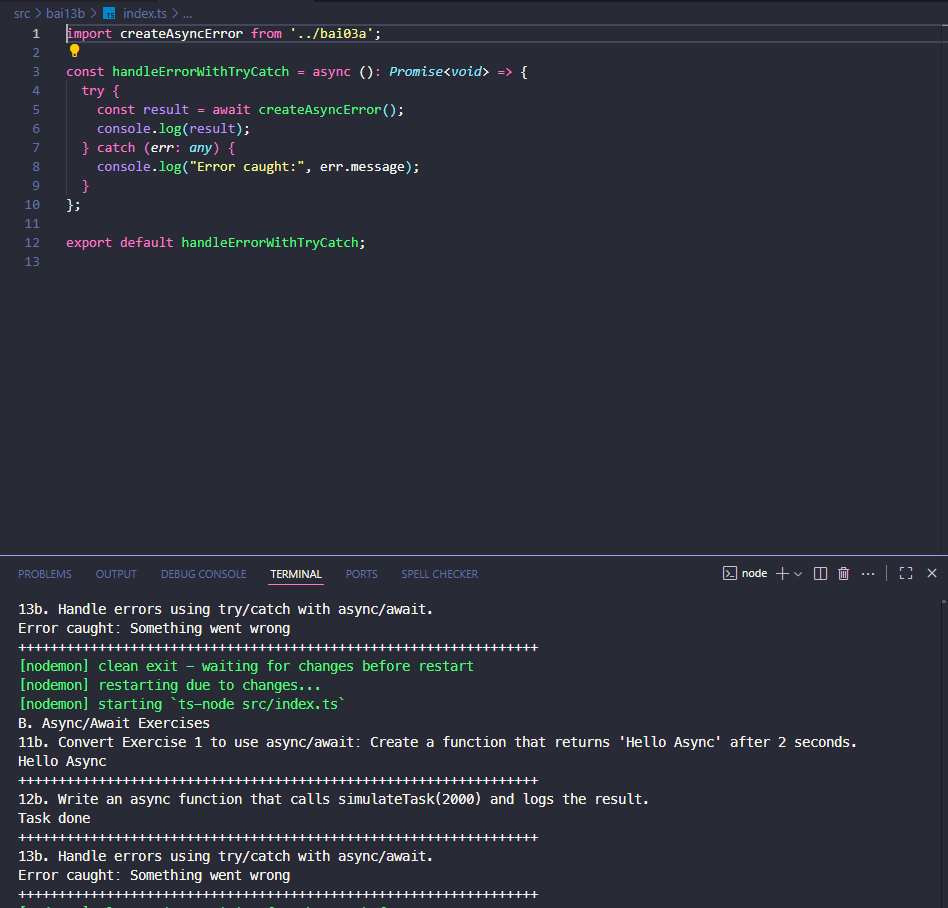 src > bai13b > TS index.ts > ...
1 import createAsyncError from '../bai03a';
2
3 const handleErrorWithTryCatch = async (): Promise<void> => {
4 try {
5 const result = await createAsyncError();
6 console.log(result);
7 } catch (err: any) {
8 console.log("Error caught:", err.message);
9 }
10 };
11
12 export default handleErrorWithTryCatch;
13
PROBLEMS OUTPUT DEBUG CONSOLE TERMINAL PORTS SPELL CHECKER node
13b. Handle errors using try/catch with async/await.
Error caught: Something went wrong
+++++++++++++++++++++++++++++++++++++++++++++++++++++++++++++++++
[nodemon] clean exit - waiting for changes before restart
[nodemon] restarting due to changes...
[nodemon] starting `ts-node src/index.ts`
B. Async/Await Exercises
11b. Convert Exercise 1 to use async/await: Create a function that returns 'Hello Async' after 2 seconds.
Hello Async
+++++++++++++++++++++++++++++++++++++++++++++++++++++++++++++++++
12b. Write an async function that calls simulateTask(2000) and logs the result.
Task done
+++++++++++++++++++++++++++++++++++++++++++++++++++++++++++++++++
13b. Handle errors using try/catch with async/await.
Error caught: Something went wrong
+++++++++++++++++++++++++++++++++++++++++++++++++++++++++++++++++